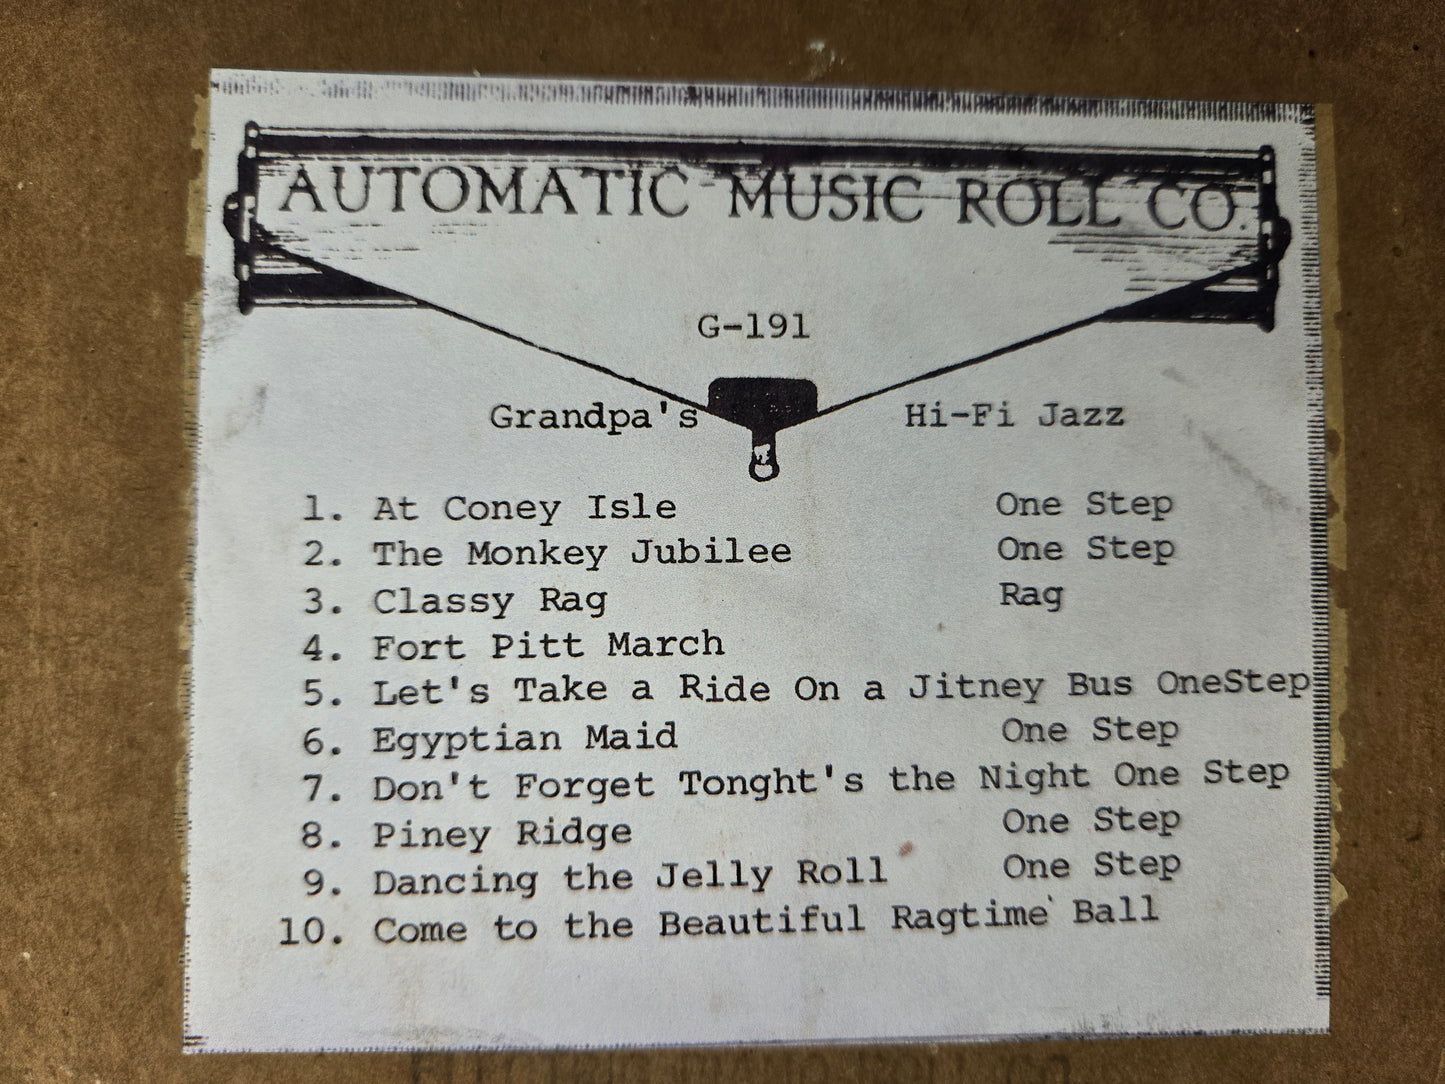 AUTOMATIC MUSIC ROLL CO.
G-191
Grandpa's Hi-Fi Jazz
1. At Coney Isle One Step
2. The Monkey Jubilee One Step
3. Classy Rag Rag
4. Fort Pitt March
5. Let's Take a Ride On a Jitney Bus OneStep
6. Egyptian Maid One Step
7. Don't Forget Tonght's the Night One Step
8. Piney Ridge One Step
9. Dancing the Jelly Roll One Step
10. Come to the Beautiful Ragtime Ball